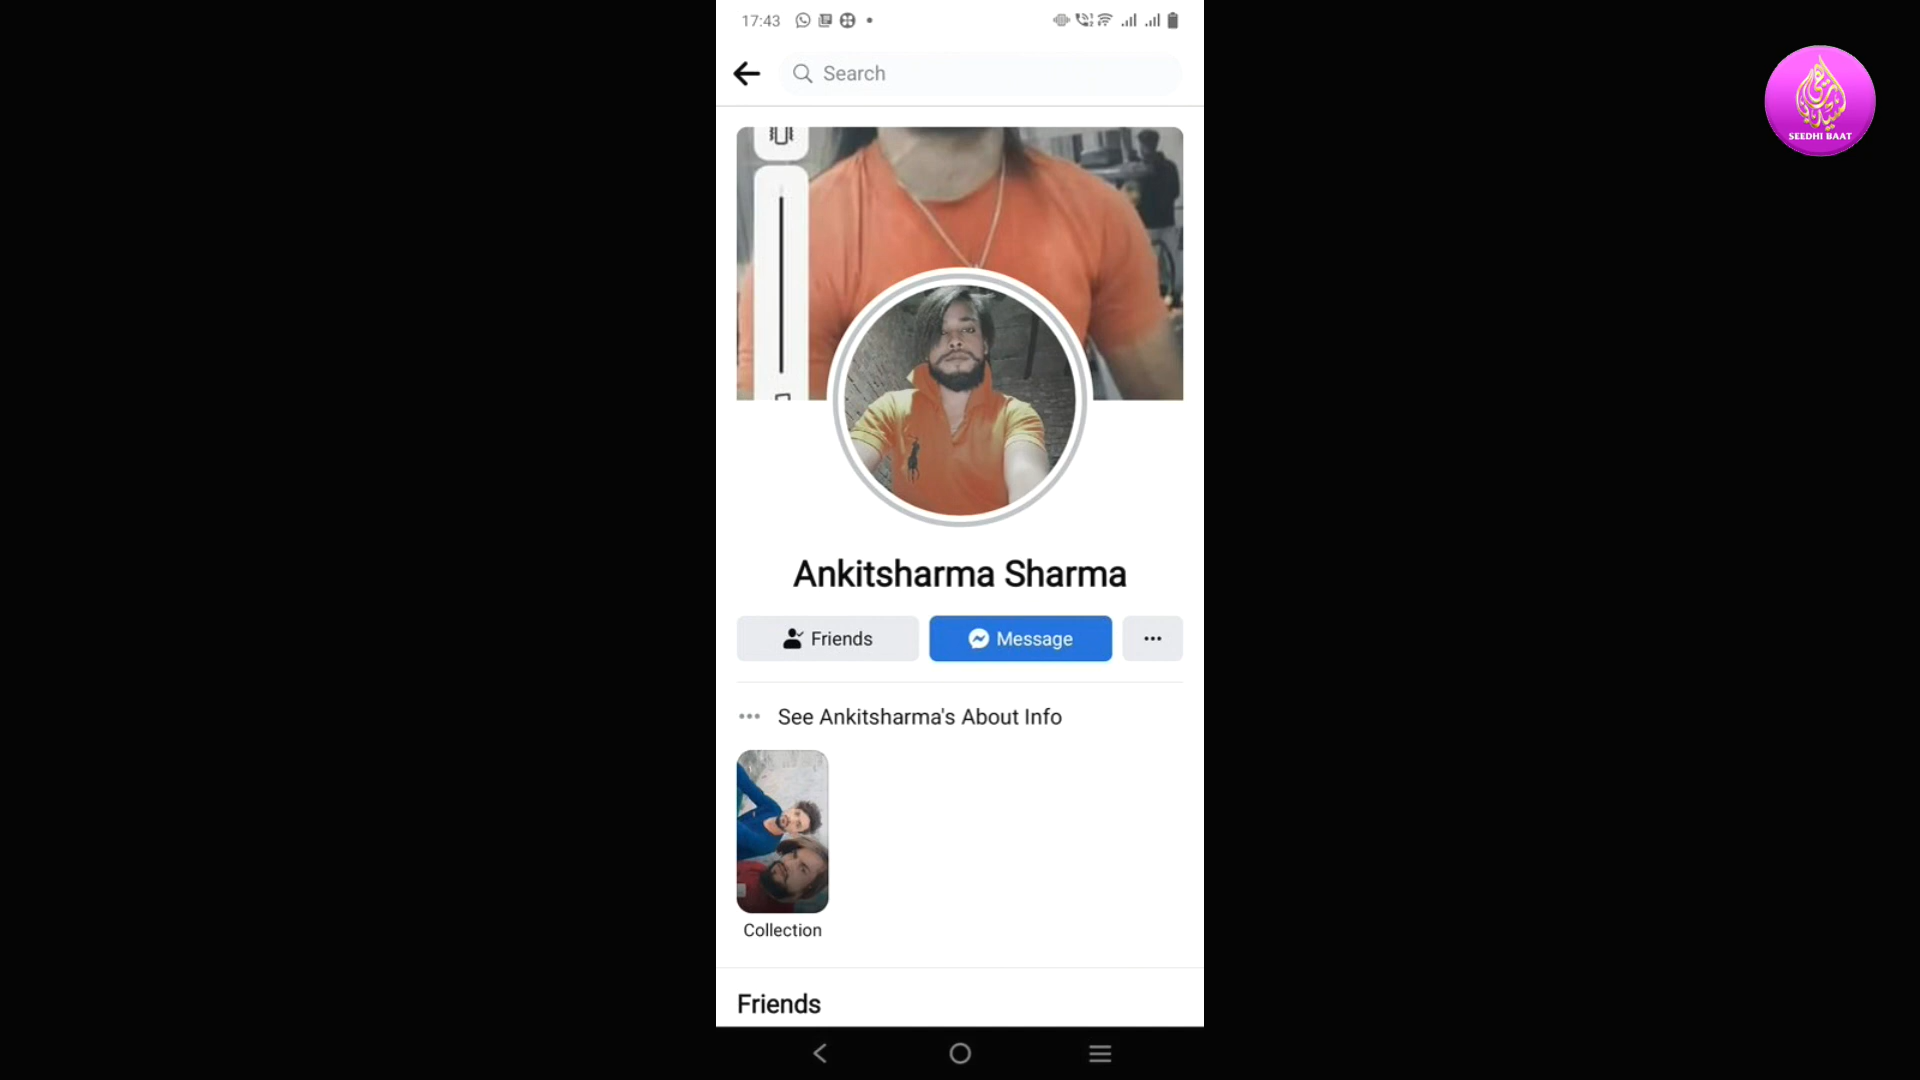 17:43
Search
SEEDHI BAAT
Ankitsharma Sharma
Friends
Message
See Ankitsharma's About Info
Collection
Friends